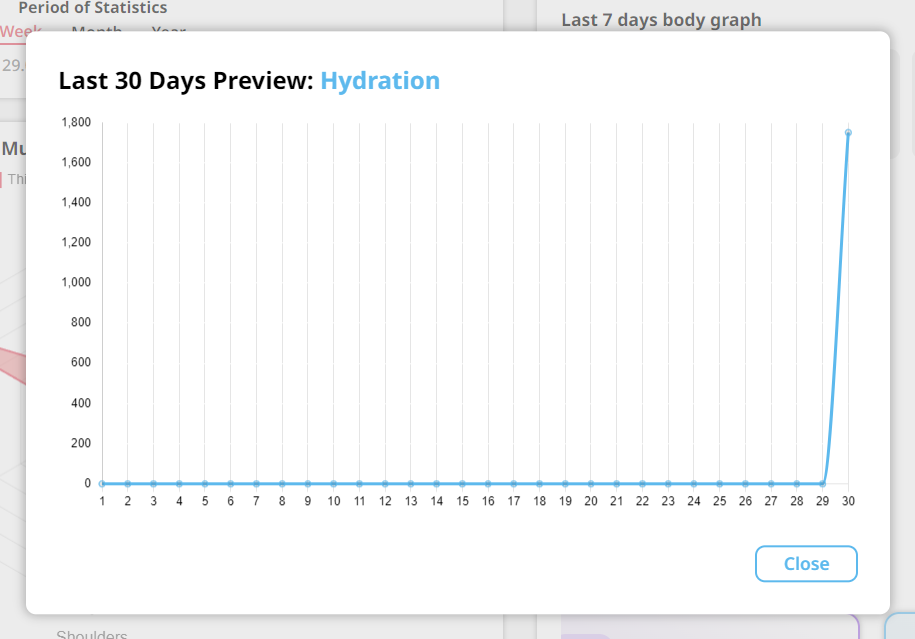 Period of Statistics
Week Month Year
29.
Mu
Thi
Last 7 days body graph
Last 30 Days Preview: Hydration
1,800
1,600
1,400
1,200
1,000
800
600
400
200
0
1 2 3 4 5 6 7 8 9 10 11 12 13 14 15 16 17 18 19 20 21 22 23 24 25 26 27 28 29 30
Close
Shoulders